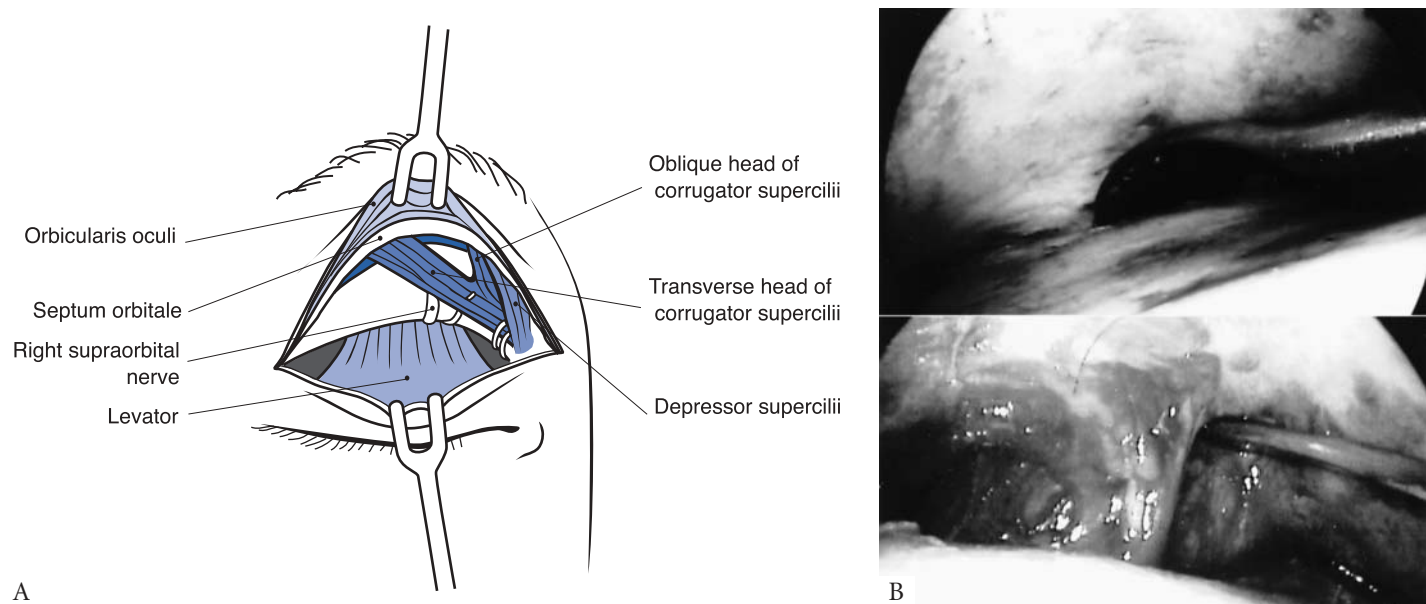 Orbicularis oculi
Septum orbitale
Right supraorbital
nerve
Levator
Oblique head of
corrugator supercilii
Transverse head of
corrugator supercilii
Depressor supercilii
A
B